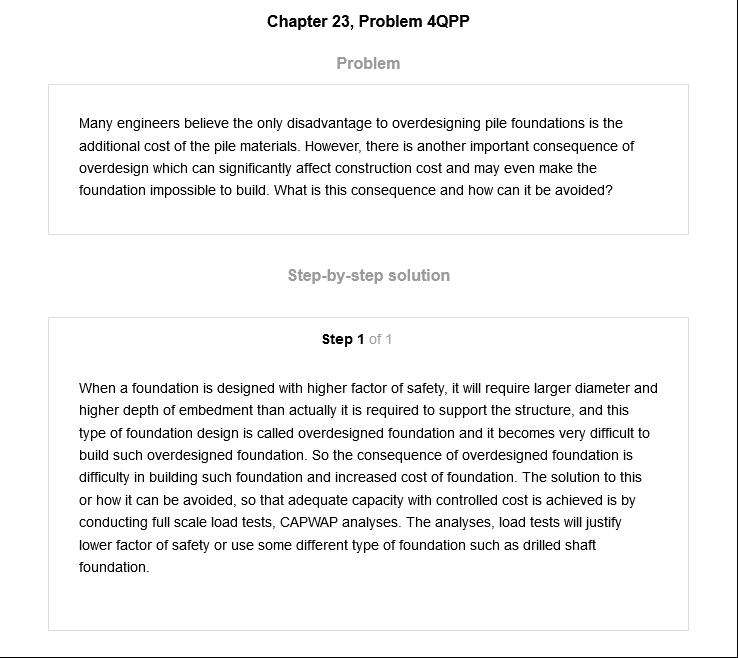 Chapter 23, Problem 4QPP
Problem
Many engineers believe the only disadvantage to overdesigning pile foundations is the
additional cost of the pile materials. However, there is another important consequence of
overdesign which can significantly affect construction cost and may even make the
foundation impossible to build. What is this consequence and how can it be avoided?
Step-by-step solution
Step 1 of 1
When a foundation is designed with higher factor of safety, it will require larger diameter and
higher depth of embedment than actually it is required to support the structure, and this
type of foundation design is called overdesigned foundation and it becomes very difficult to
build such overdesigned foundation. So the consequence of overdesigned foundation is
difficulty in building such foundation and increased cost of foundation. The solution to this
or how it can be avoided, so that adequate capacity with controlled cost is achieved is by
conducting full scale load tests, CAPWAP analyses. The analyses, load tests will justify
lower factor of safety or use some different type of foundation such as drilled shaft
foundation.